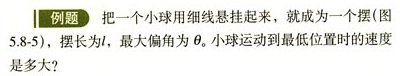 例题 把一个小球用细线悬挂起来，就成为一个摆(图
5.8-5)，摆长为l，最大偏角为 θ。小球运动到最低位置时的速度
是多大?